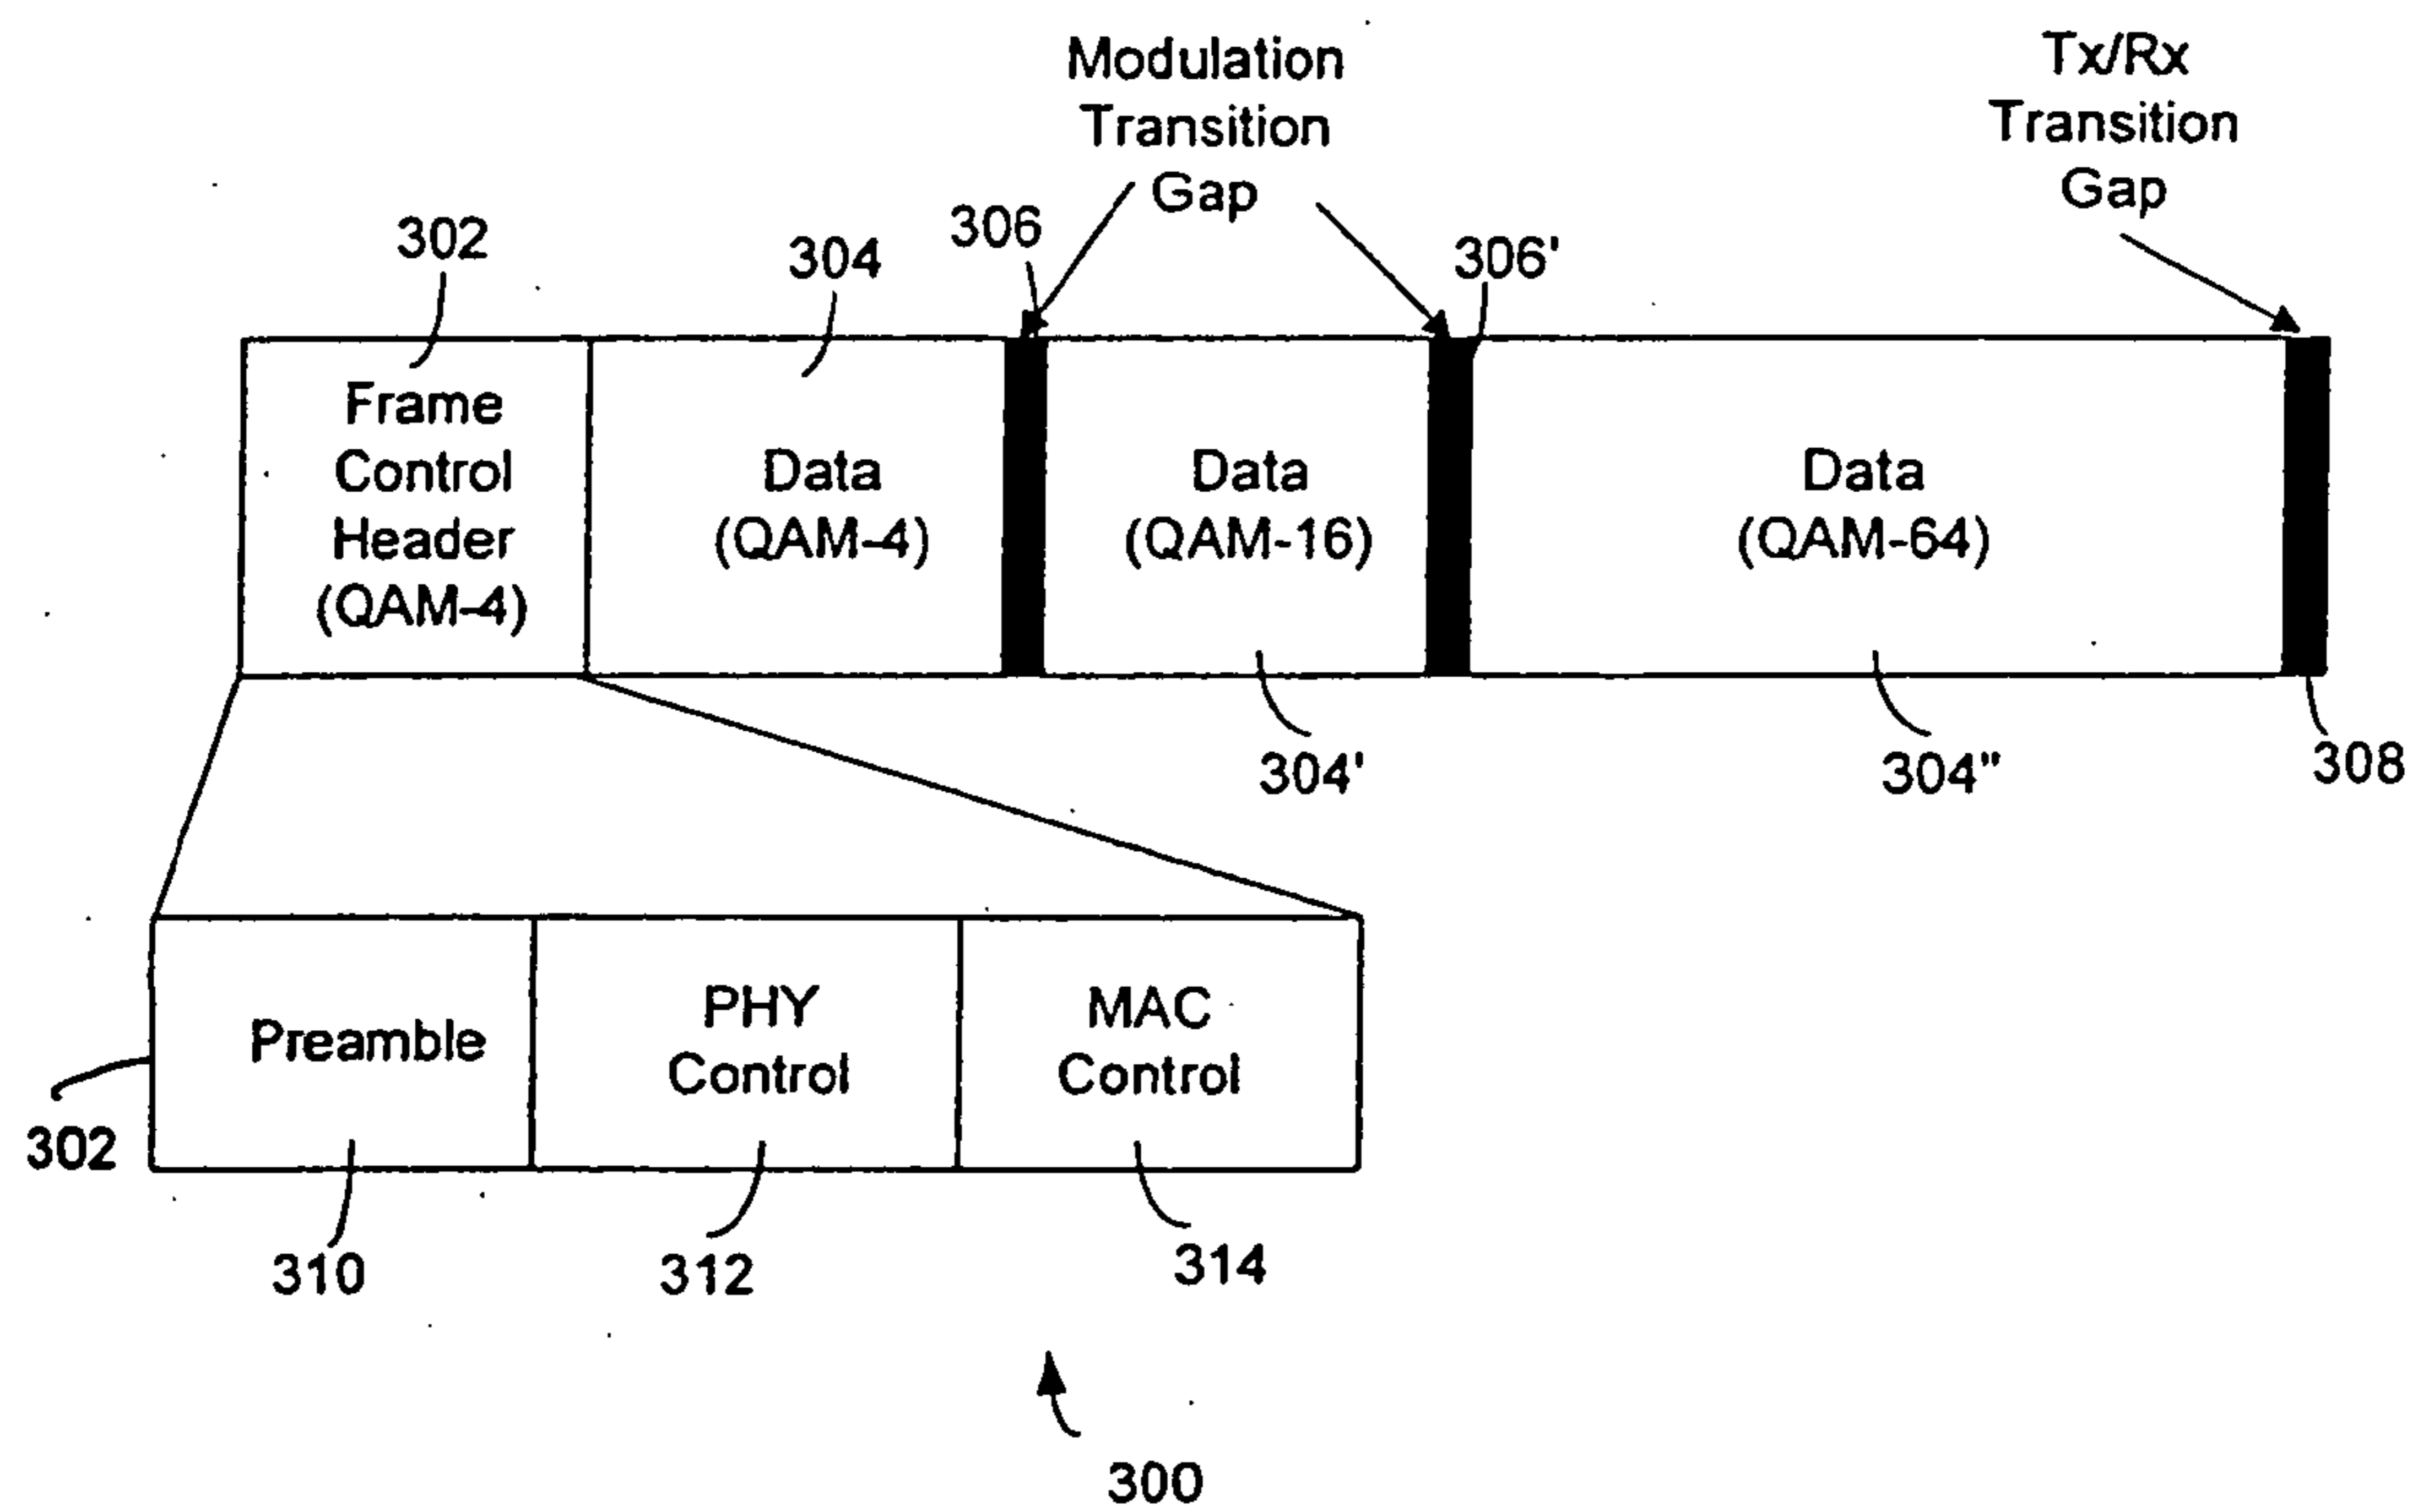 Modulation
Transition
Gap
Tx/Rx
Transition
Gap
302
304
306
306'
Frame
Control
Header
(QAM-4)
Data
(QAM-4)
Data
(QAM-16)
Data
(QAM-64)
304'
304"
308
Preamble
PHY
Control
MAC
Control
302
310
312
314
300